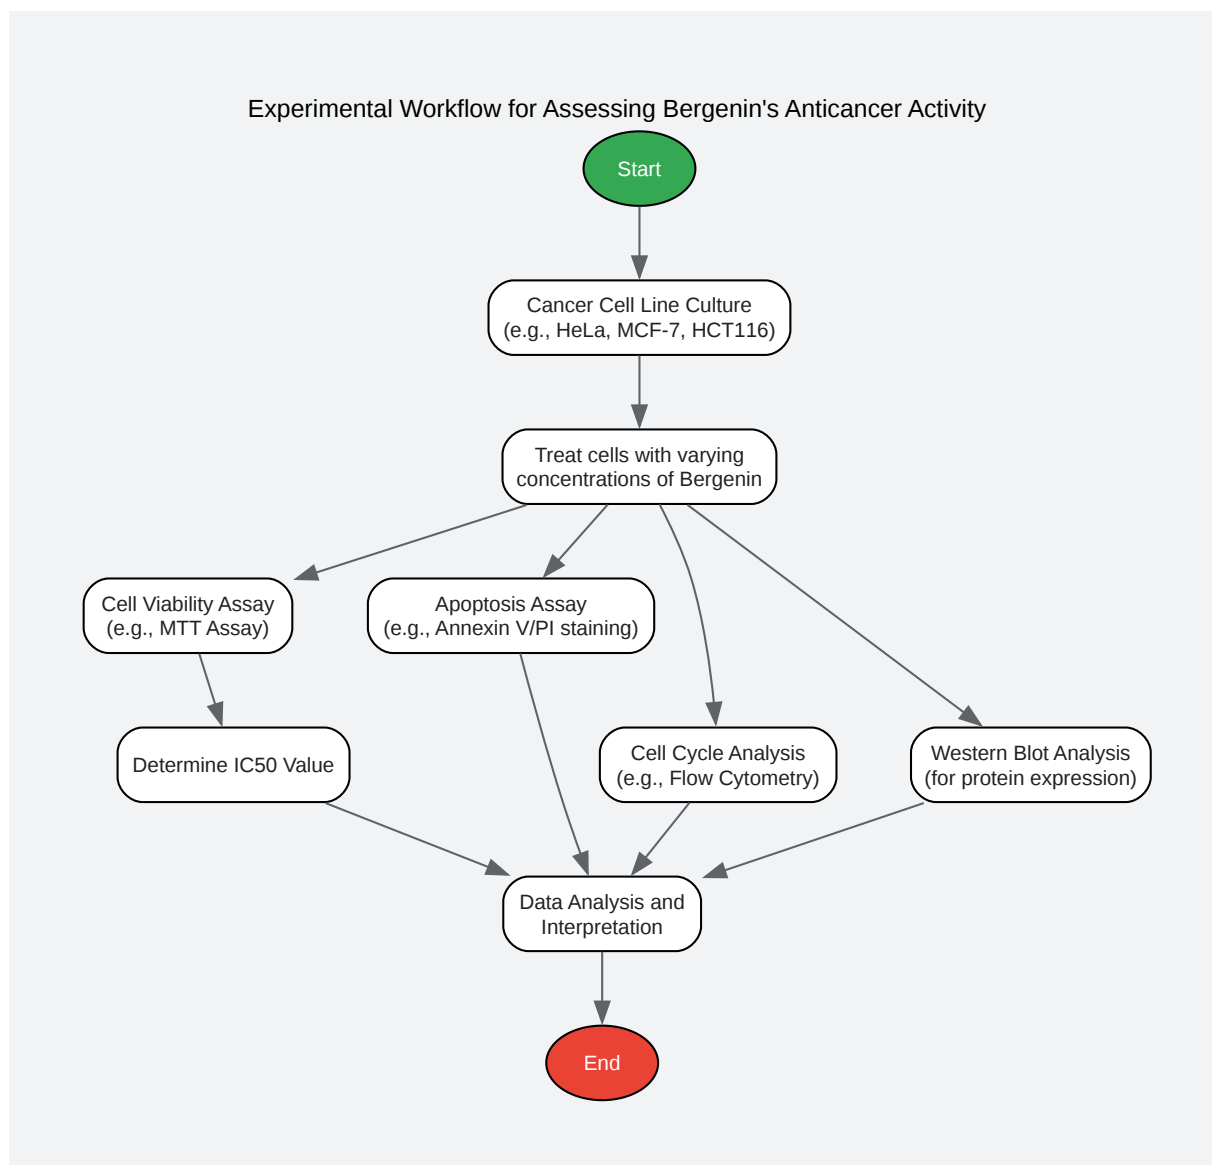 Experimental Workflow for Assessing Bergenin's Anticancer Activity
Start
Cancer Cell Line Culture
(e.g., HeLa, MCF-7, HCT116)
Treat cells with varying
concentrations of Bergenin
Cell Viability Assay
(e.g., MTT Assay)
Apoptosis Assay
(e.g., Annexin V/PI staining)
Determine IC50 Value
Cell Cycle Analysis
(e.g., Flow Cytometry)
Western Blot Analysis
(for protein expression)
Data Analysis and
Interpretation
End